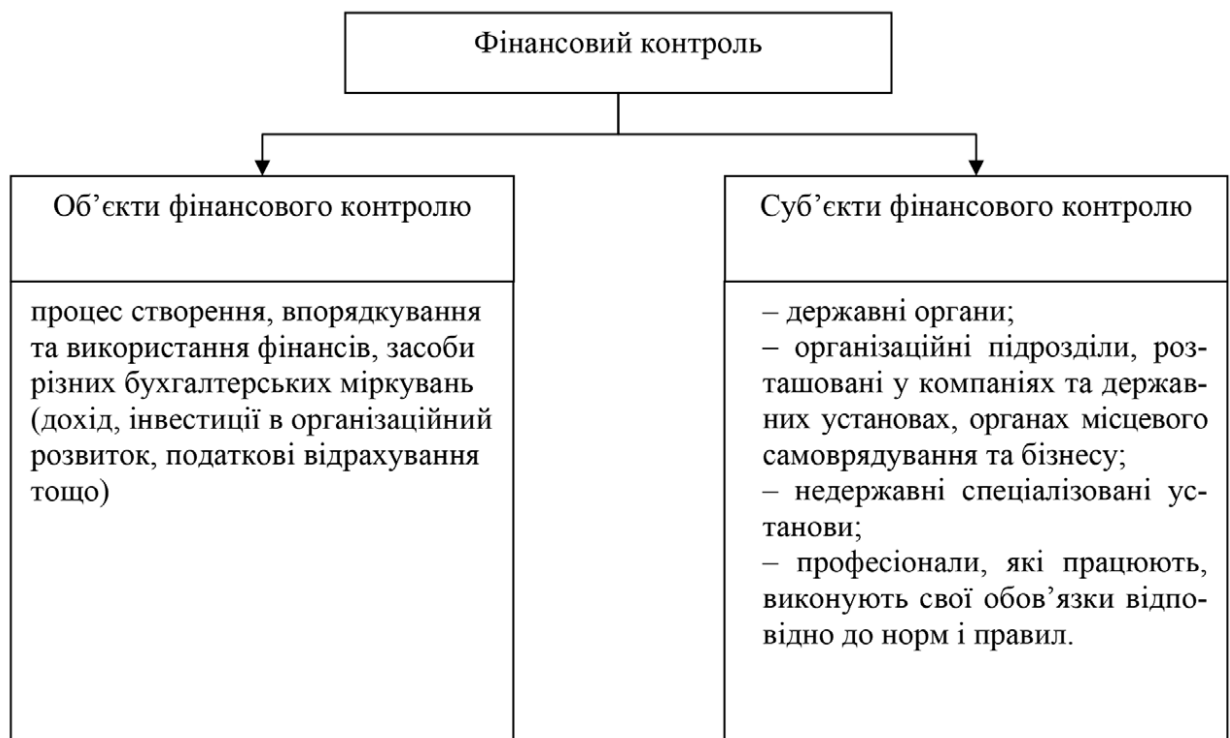 Фінансовий контроль
Об’єкти фінансового контролю
процес створення, впорядкування
та використання фінансів, засоби
різних бухгалтерських міркувань
(дохід, інвестиції в організаційний
розвиток, податкові відрахування
тощо)
Суб’єкти фінансового контролю
– державні органи;
– організаційні підрозділи, роз-
ташовані у компаніях та держав-
них установах, органах місцевого
самоврядування та бізнесу;
– недержавні спеціалізовані ус-
танови;
– професіонали, які працюють,
виконують свої обов’язки відпо-
відно до норм і правил.